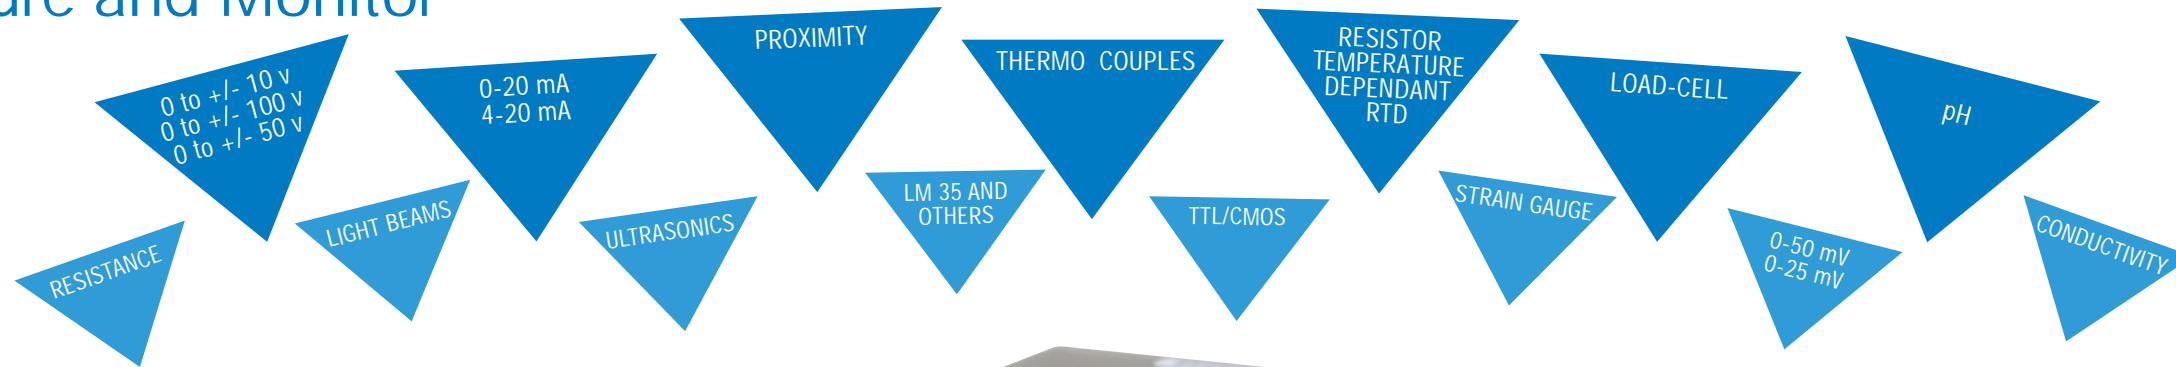 and Monitor
0 to +/- 10 v
0 to +/- 100 v
0 to +/- 50 v
0-20 mA
4-20 mA
PROXIMITY
THERMO COUPLES
RESISTOR
TEMPERATURE
DEPENDANT
RTD
LOAD-CELL
pH
RESISTANCE
LIGHT BEAMS
ULTRASONICS
LM 35 AND
OTHERS
TTL/CMOS
STRAIN GAUGE
0-50 mV
0-25 mV
CONDUCTIVITY